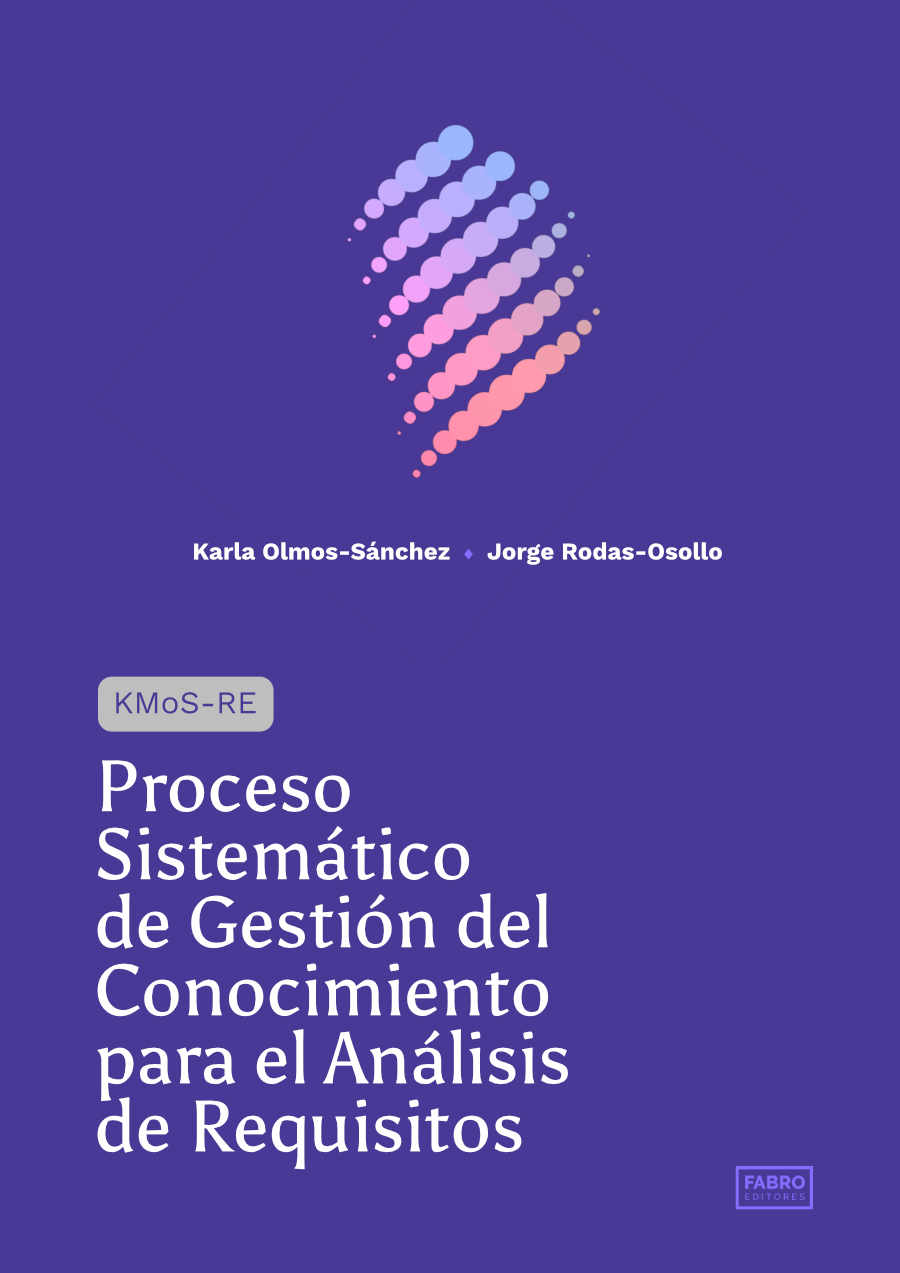 Karla Olmos-Sánchez ♦ Jorge Rodas-Osollo
KMoS-RE
Proceso
Sistemático
de Gestión del
Conocimiento
para el Análisis
de Requisitos
FABRO
EDITORES